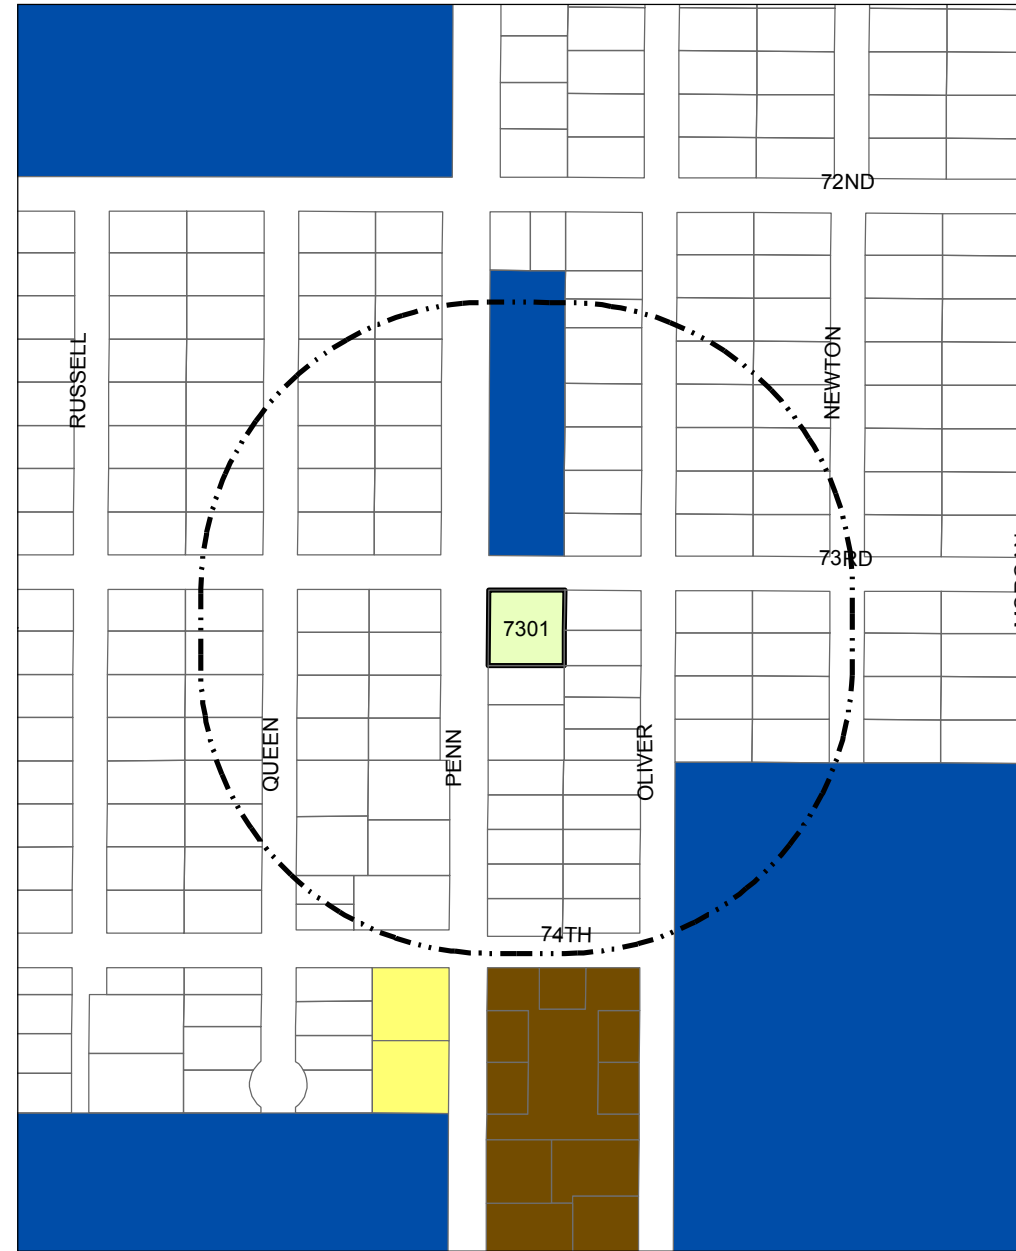 72ND
RUSSELL
NEWTON
73RD
7301
QUEEN
PENN
OLIVER
74TH